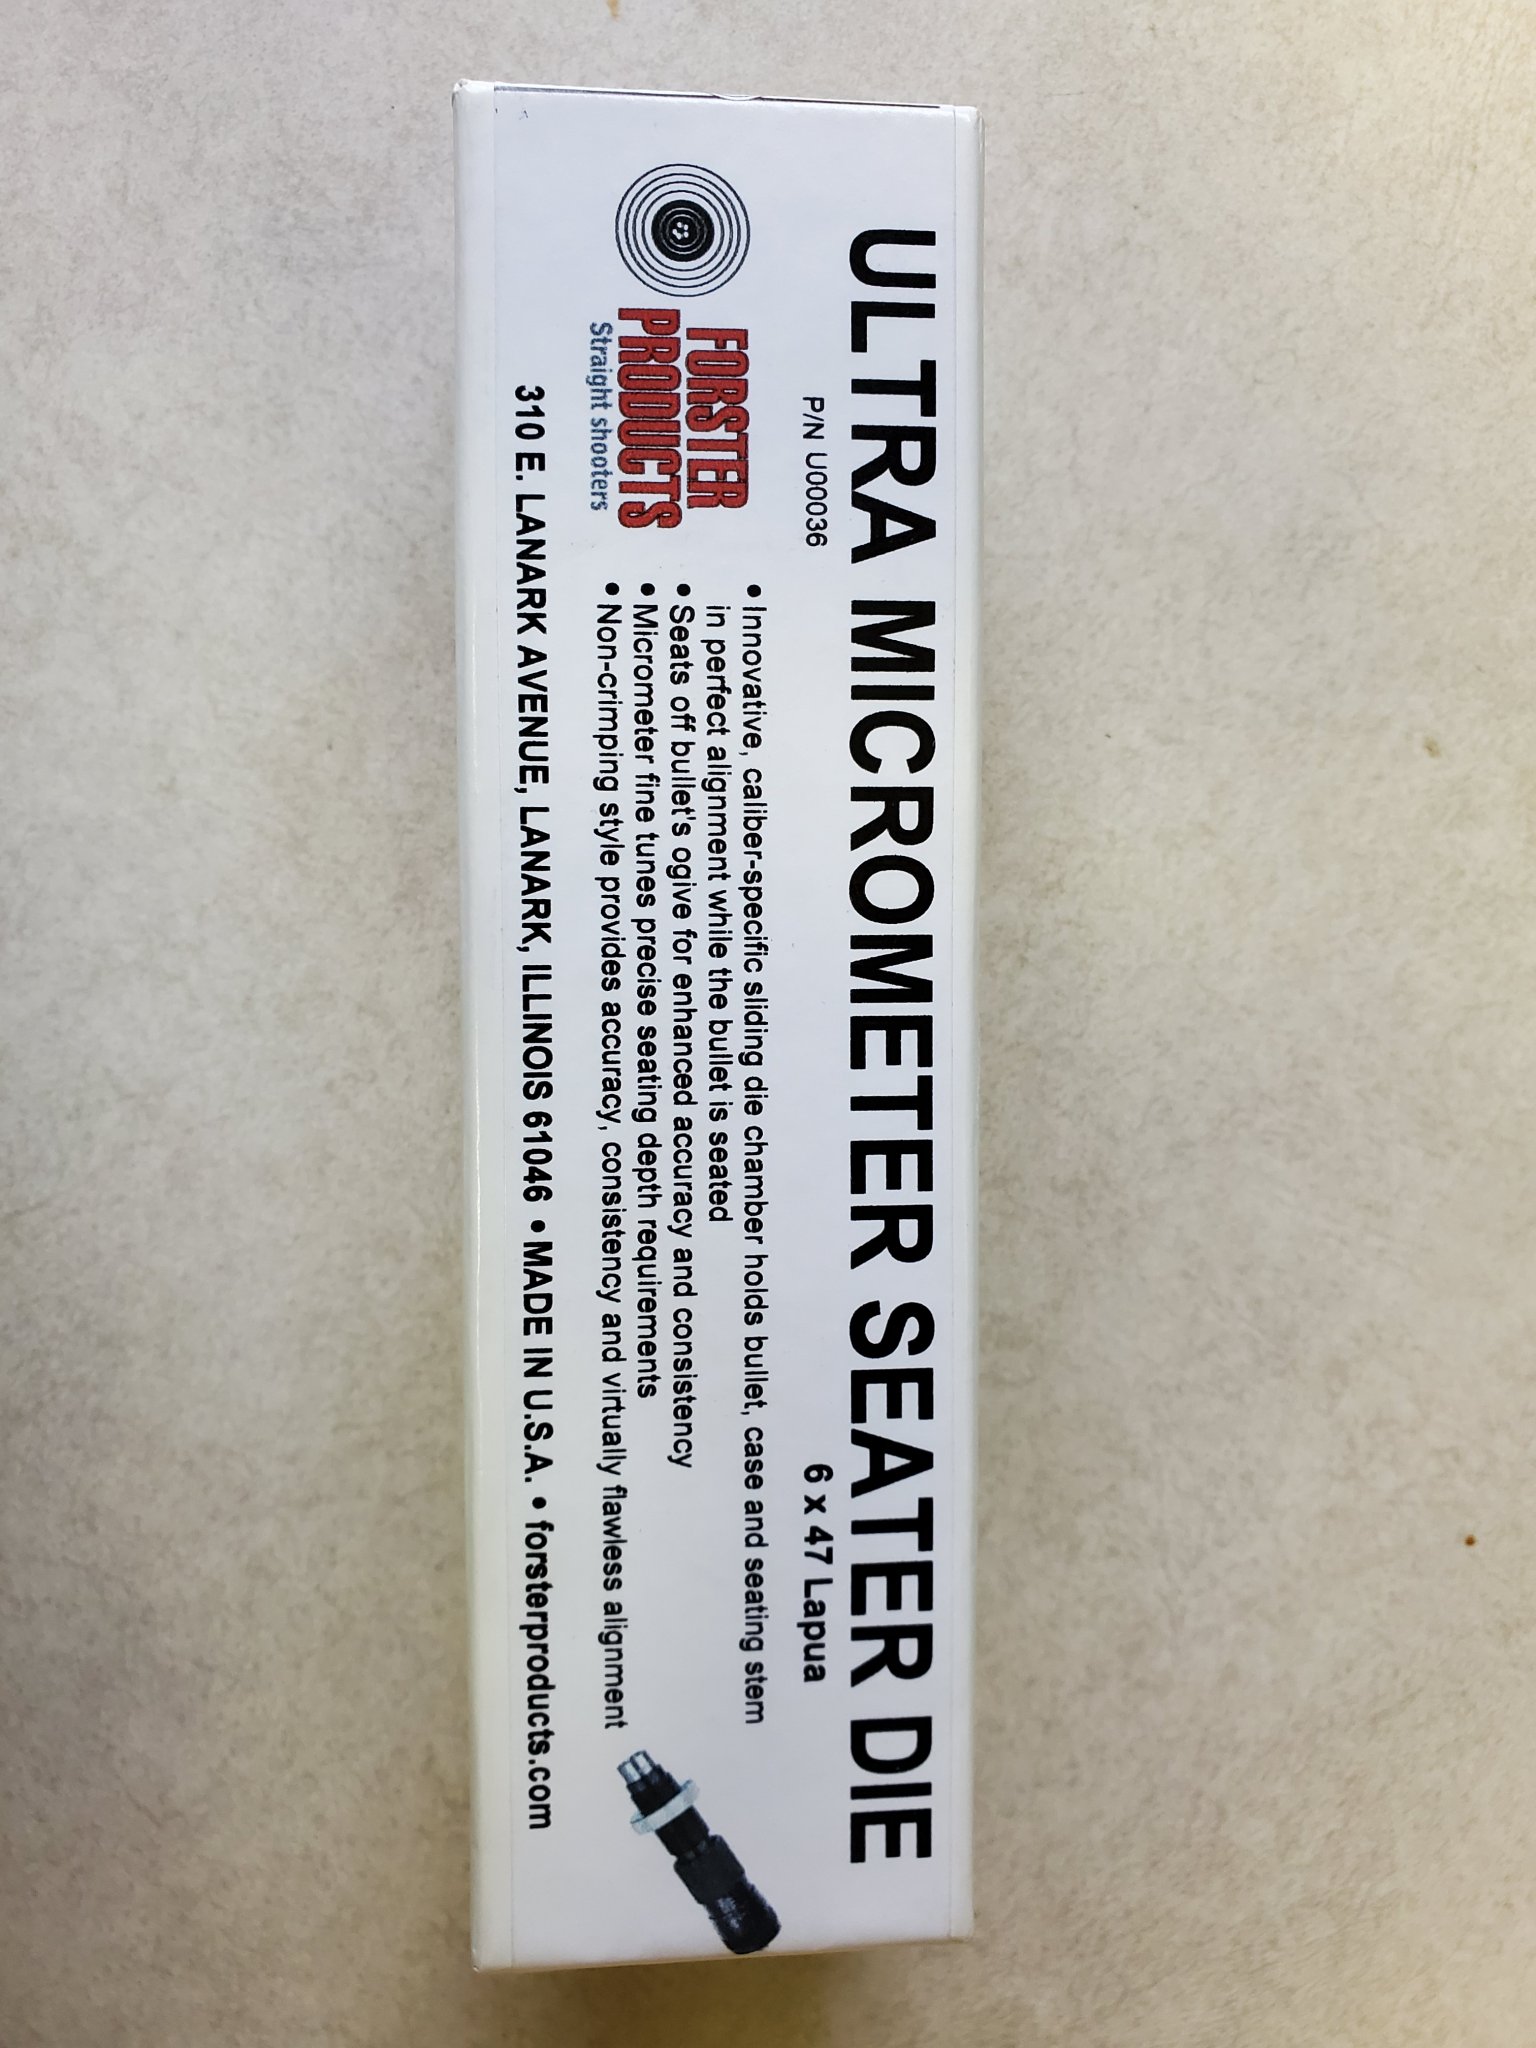 ULTRA MICROMETER SEATER DIE
P/N U00036
6 x 47 Lapua
FORSTER
PRODUCTS
Straight shooters
• Innovative, caliber-specific sliding die chamber holds bullet, case and seating stem
in perfect alignment while the bullet is seated
• Seats off bullet's ogive for enhanced accuracy and consistency
• Micrometer fine tunes precise seating depth requirements
• Non-crimping style provides accuracy, consistency and virtually flawless alignment
310 E. LANARK AVENUE, LANARK, ILLINOIS 61046 • MADE IN U.S.A. • forsterproducts.com